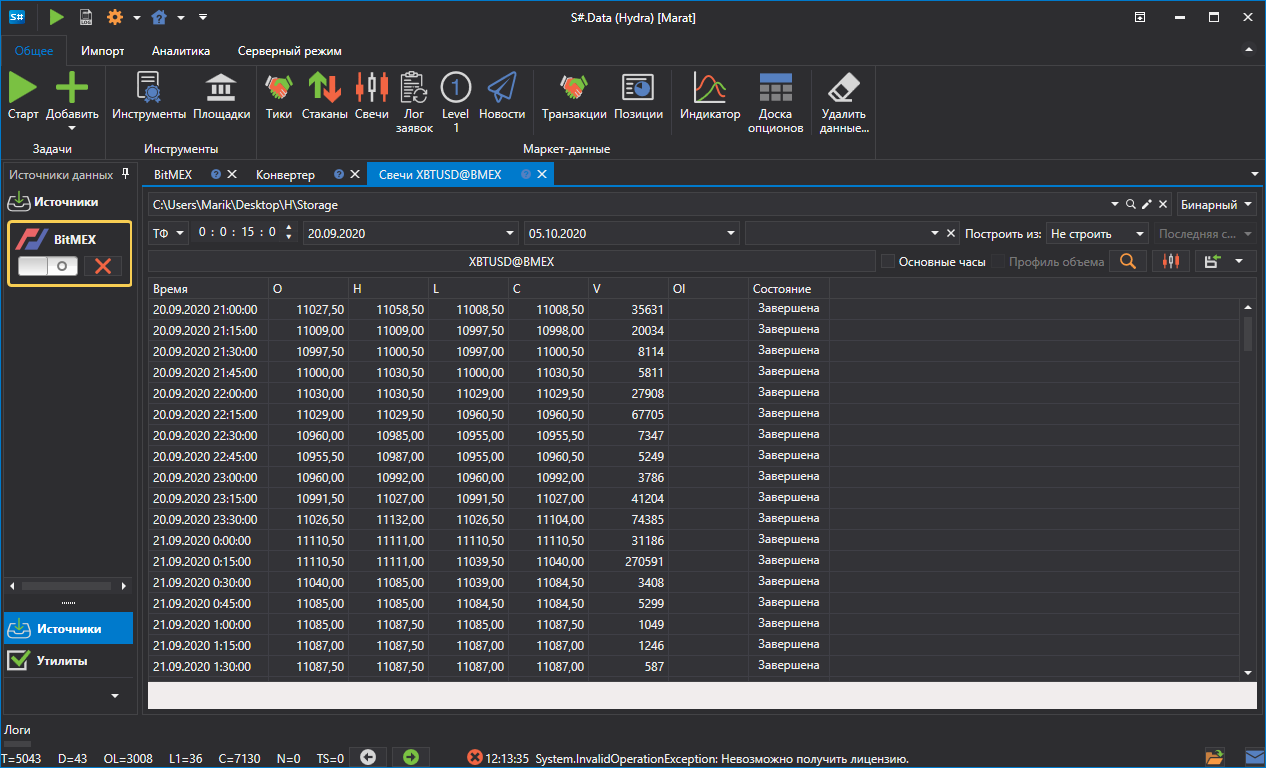 S#
LOG
S#.Data (Hydra) [Marat]
Общее Импорт Аналитика Серверный режим
Старт Добавить Инструменты Площадки Тики Стаканы Свечи Лог заявок 1 Level 1 Новости Транзакции Позиции Индикатор Доска опционов Удалить данные...
Задачи Инструменты Маркет-данные
Источники данных
Источники
BitMEX
BitMEX ? Конвертер ? Свечи XBTUSD@BMEX ?
C:\Users\Marik\Desktop\H\Storage Бинарный
ТФ 0 : 0 : 15 : 0 20.09.2020 05.10.2020 Построить из: Не строить Последняя с...
XBTUSD@BMEX Основные часы Профиль объема
Время O H L C V OI Состояние
20.09.2020 21:00:00 11027,50 11058,50 11008,50 11008,50 35631 Завершена
20.09.2020 21:15:00 11009,00 11009,00 10997,50 10998,00 20034 Завершена
20.09.2020 21:30:00 10997,50 11000,50 10997,00 11000,50 8114 Завершена
20.09.2020 21:45:00 11000,00 11030,50 11000,00 11030,50 5811 Завершена
20.09.2020 22:00:00 11030,00 11030,50 11029,00 11029,50 27908 Завершена
20.09.2020 22:15:00 11029,00 11029,50 10960,50 10960,50 67705 Завершена
20.09.2020 22:30:00 10960,00 10985,00 10955,00 10955,50 7347 Завершена
20.09.2020 22:45:00 10955,50 10987,00 10955,00 10960,50 5249 Завершена
20.09.2020 23:00:00 10960,00 10992,00 10960,00 10992,00 3786 Завершена
20.09.2020 23:15:00 10991,50 11027,00 10991,50 11027,00 41204 Завершена
20.09.2020 23:30:00 11026,50 11132,00 11026,50 11104,00 74385 Завершена
21.09.2020 0:00:00 11110,50 11111,00 11110,50 11110,50 31186 Завершена
21.09.2020 0:15:00 11110,50 11111,00 11039,50 11040,00 270591 Завершена
21.09.2020 0:30:00 11040,00 11085,00 11039,00 11084,50 3408 Завершена
21.09.2020 0:45:00 11085,00 11085,00 11084,50 11084,50 5299 Завершена
21.09.2020 1:00:00 11085,00 11087,50 11085,00 11087,50 1049 Завершена
21.09.2020 1:15:00 11087,00 11087,50 11087,00 11087,00 1246 Завершена
21.09.2020 1:30:00 11087,50 11087,50 11087,00 11087,00 587 Завершена
Источники
Утилиты
Логи
T=5043 D=43 OL=3008 L1=36 C=7130 N=0 TS=0 12:13:35 System.InvalidOperationException: Невозможно получить лицензию.